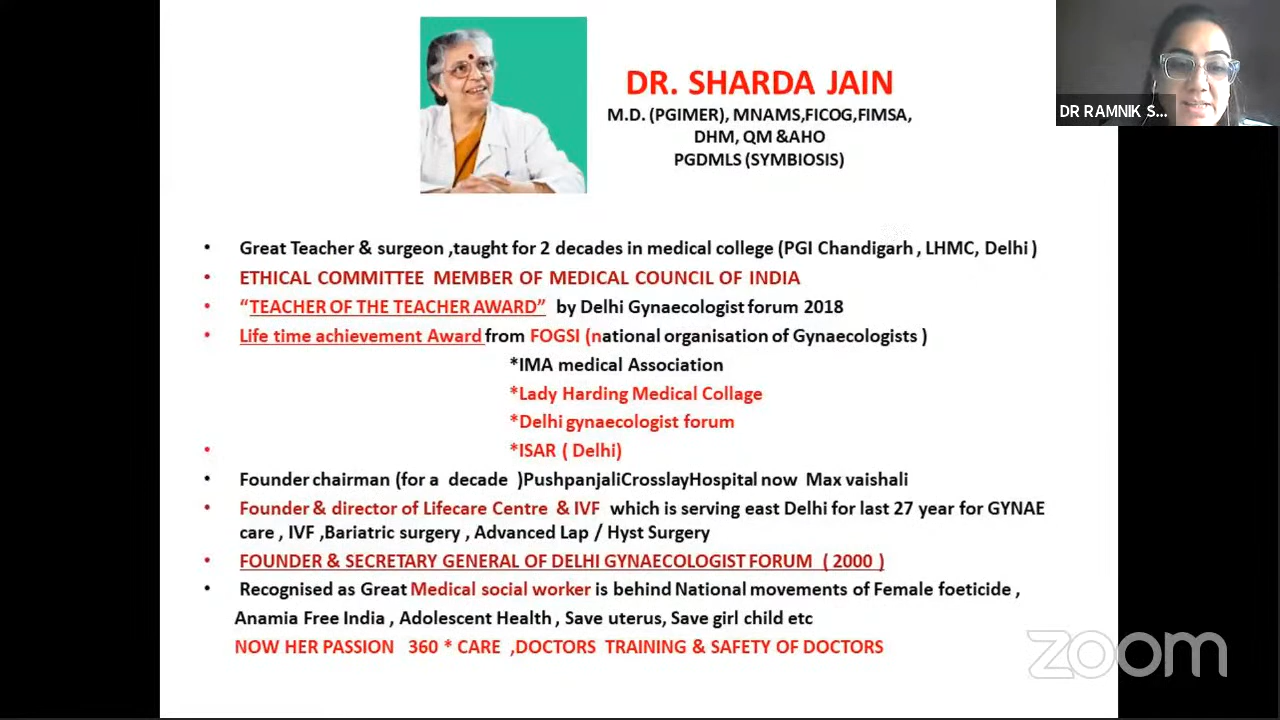 DR. SHARDA JAIN
M.D. (PGIMER), MNAMS,FICOG,FIMSA,
DHM, QM &AHO
PGDMLS (SYMBIOSIS)
DR RAMNIK S...
• Great Teacher & surgeon ,taught for 2 decades in medical college (PGI Chandigarh , LHMC, Delhi )
• ETHICAL COMMITTEE MEMBER OF MEDICAL COUNCIL OF INDIA
• “TEACHER OF THE TEACHER AWARD” by Delhi Gynaecologist forum 2018
• Life time achievement Award from FOGSI (national organisation of Gynaecologists )
*IMA medical Association
*Lady Harding Medical Collage
*Delhi gynaecologist forum
• *ISAR ( Delhi)
• Founder chairman (for a decade )PushpanjaliCrosslayHospital now Max vaishali
• Founder & director of Lifecare Centre & IVF which is serving east Delhi for last 27 year for GYNAE
care , IVF ,Bariatric surgery , Advanced Lap / Hyst Surgery
• FOUNDER & SECRETARY GENERAL OF DELHI GYNAECOLOGIST FORUM ( 2000 )
• Recognised as Great Medical social worker is behind National movements of Female foeticide ,
Anamia Free India , Adolescent Health , Save uterus, Save girl child etc
NOW HER PASSION 360 * CARE ,DOCTORS TRAINING & SAFETY OF DOCTORS
zoom